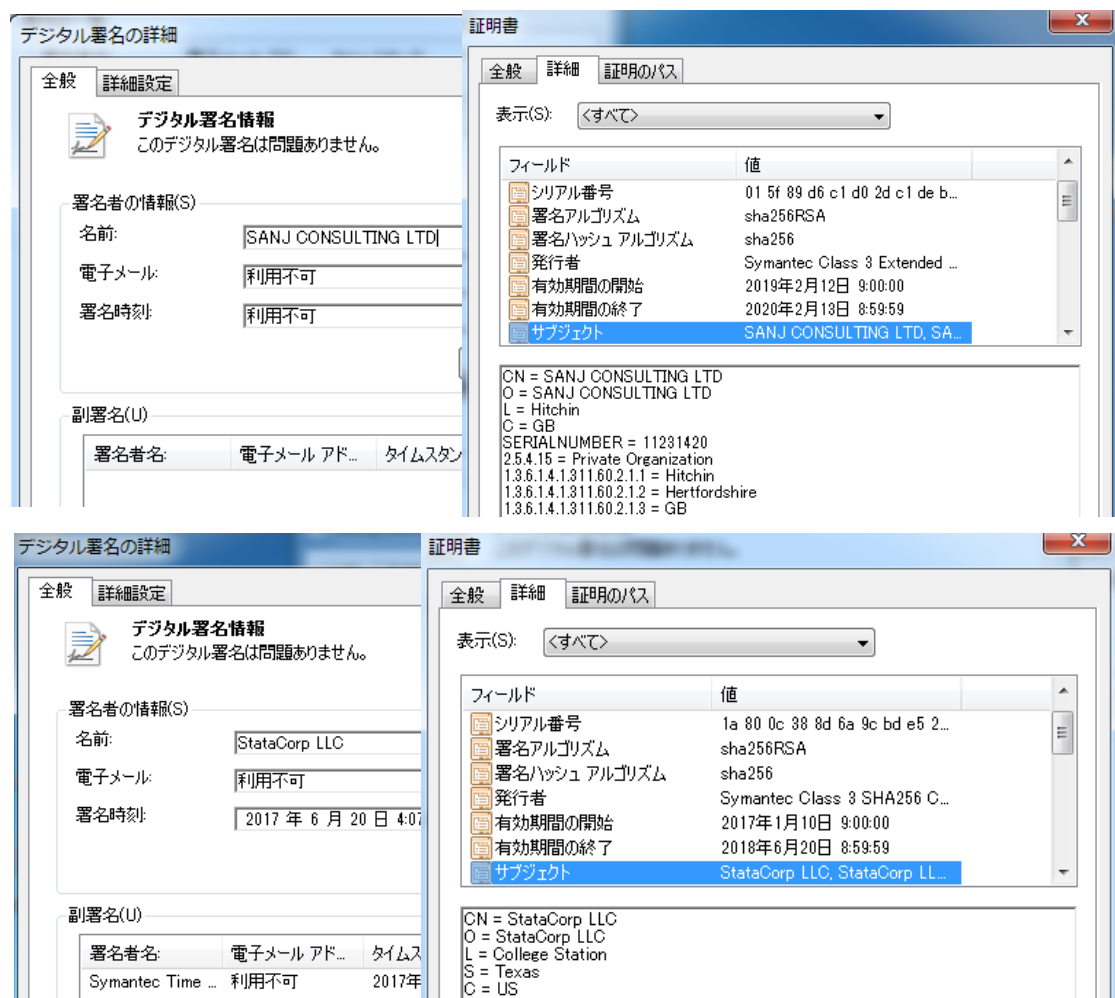 デジタル署名の詳細
全般 詳細設定
デジタル署名情報
このデジタル署名は問題ありません。
署名者の情報(S)
名前: SANJ CONSULTING LTD
電子メール: 利用不可
署名時刻: 利用不可
副署名(U)
署名者名: 電子メール アド... タイムスタン
証明書
全般 詳細 証明のパス
表示(S): <すべて>
フィールド 値
シリアル番号 01 5f 89 d6 c1 d0 2d c1 de b...
署名アルゴリズム sha256RSA
署名ハッシュ アルゴリズム sha256
発行者 Symantec Class 3 Extended ...
有効期間の開始 2019年2月12日 9:00:00
有効期間の終了 2020年2月13日 8:59:59
サブジェクト SANJ CONSULTING LTD, SA...
CN = SANJ CONSULTING LTD
O = SANJ CONSULTING LTD
L = Hitchin
C = GB
SERIALNUMBER = 11231420
2.5.4.15 = Private Organization
1.3.6.1.4.1.311.60.2.1.1 = Hitchin
1.3.6.1.4.1.311.60.2.1.2 = Hertfordshire
1.3.6.1.4.1.311.60.2.1.3 = GB
デジタル署名の詳細
全般 詳細設定
デジタル署名情報
このデジタル署名は問題ありません。
署名者の情報(S)
名前: StataCorp LLC
電子メール: 利用不可
署名時刻: 2017 年 6 月 20 日 4:07
副署名(U)
署名者名: 電子メール アド... タイムス
Symantec Time ... 利用不可 2017年
証明書
全般 詳細 証明のパス
表示(S): <すべて>
フィールド 値
シリアル番号 1a 80 0c 38 8d 6a 9c bd e5 2...
署名アルゴリズム sha256RSA
署名ハッシュ アルゴリズム sha256
発行者 Symantec Class 3 SHA256 C...
有効期間の開始 2017年1月10日 9:00:00
有効期間の終了 2018年6月20日 8:59:59
サブジェクト StataCorp LLC, StataCorp LL...
CN = StataCorp LLC
O = StataCorp LLC
L = College Station
S = Texas
C = US